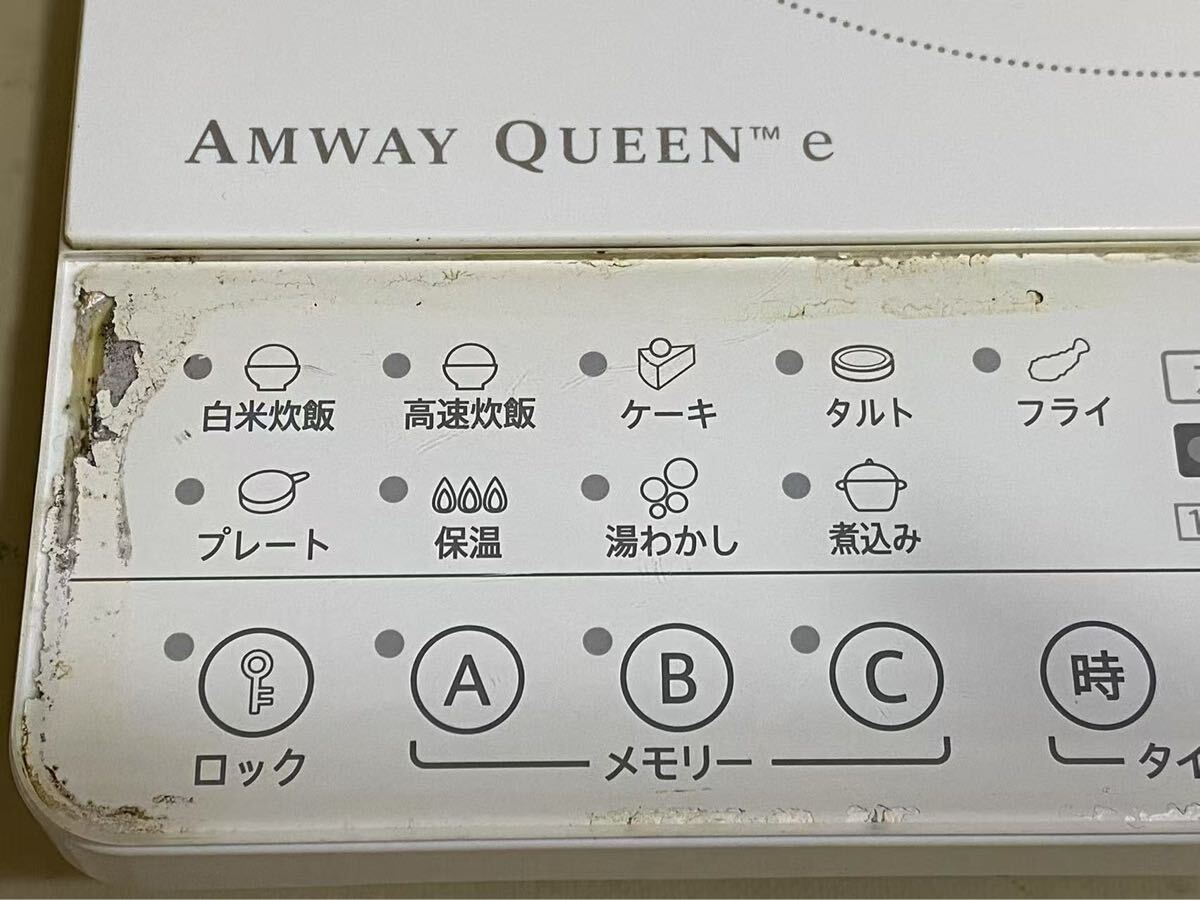 AMWAY QUEEN™ e
白米炊飯 高速炊飯 ケーキ タルト フライ
プレート 保温 湯わかし 煮込み
A B C 時
ロック メモリー タイ